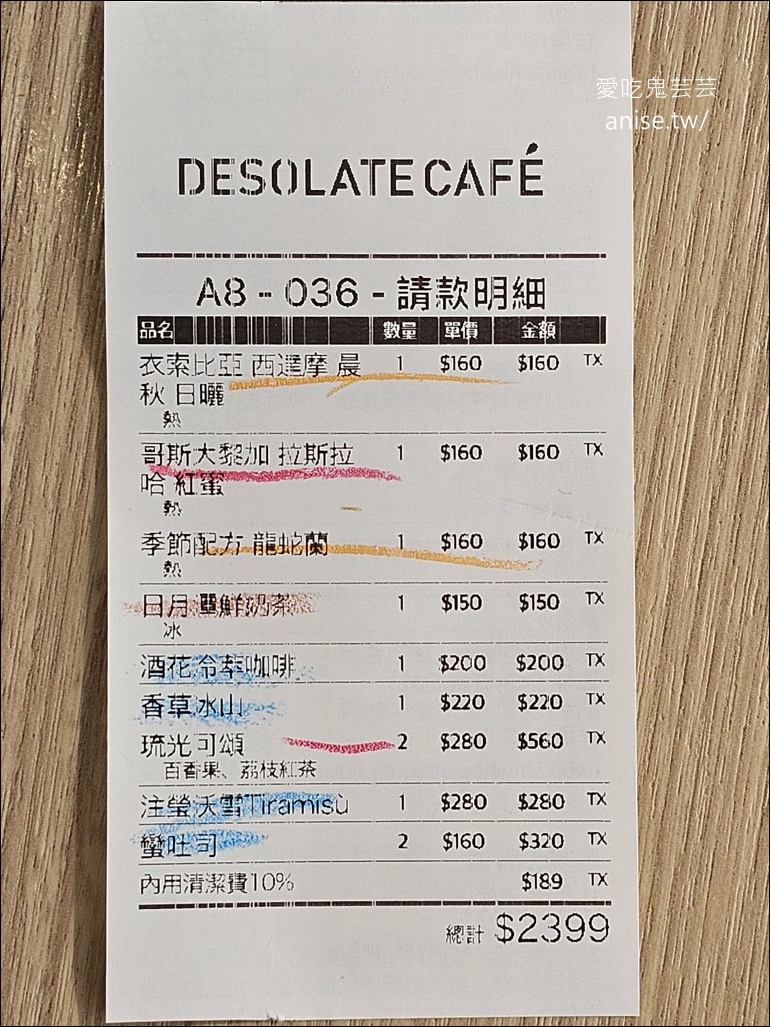 愛吃鬼芸芸
anise.tw/
DESOLATE CAFÉ
A8 - 036 - 請款明細
品名 數量 單價 金額
衣索比亞 西達摩 晨 1 $160 $160 TX
秋 日曬
熱
哥斯大黎加 拉斯拉 1 $160 $160 TX
哈 紅蜜
熱
季節配方 龍蛇蘭 1 $160 $160 TX
熱
日月單鮮奶茶 1 $150 $150 TX
冰
酒花冷萃咖啡 1 $200 $200 TX
香草冰山 1 $220 $220 TX
琉光可頌 2 $280 $560 TX
百香果、荔枝紅茶
注瑩沃雪Tiramisù 1 $280 $280 TX
蠻吐司 2 $160 $320 TX
內用清潔費10% $189 TX
總計 $2399